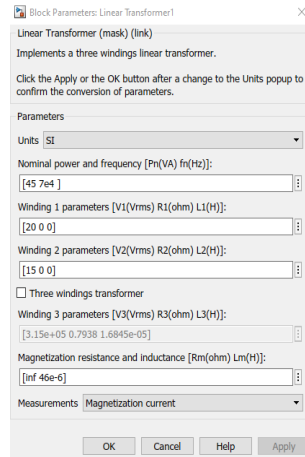 Block Parameters: Linear Transformer1
Linear Transformer (mask) (link)
Implements a three windings linear transformer.
Click the Apply or the OK button after a change to the Units popup to
confirm the conversion of parameters.
Parameters
Units SI
Nominal power and frequency [Pn(VA) fn(Hz)]:
[45 7e4 ]
Winding 1 parameters [V1(Vrms) R1(ohm) L1(H)]:
[20 0 0]
Winding 2 parameters [V2(Vrms) R2(ohm) L2(H)]:
[15 0 0]
Three windings transformer
Winding 3 parameters [V3(Vrms) R3(ohm) L3(H)]:
[3.15e+05 0.7938 1.6845e-05]
Magnetization resistance and inductance [Rm(ohm) Lm(H)]:
[inf 46e-6]
Measurements Magnetization current
OK Cancel Help Apply